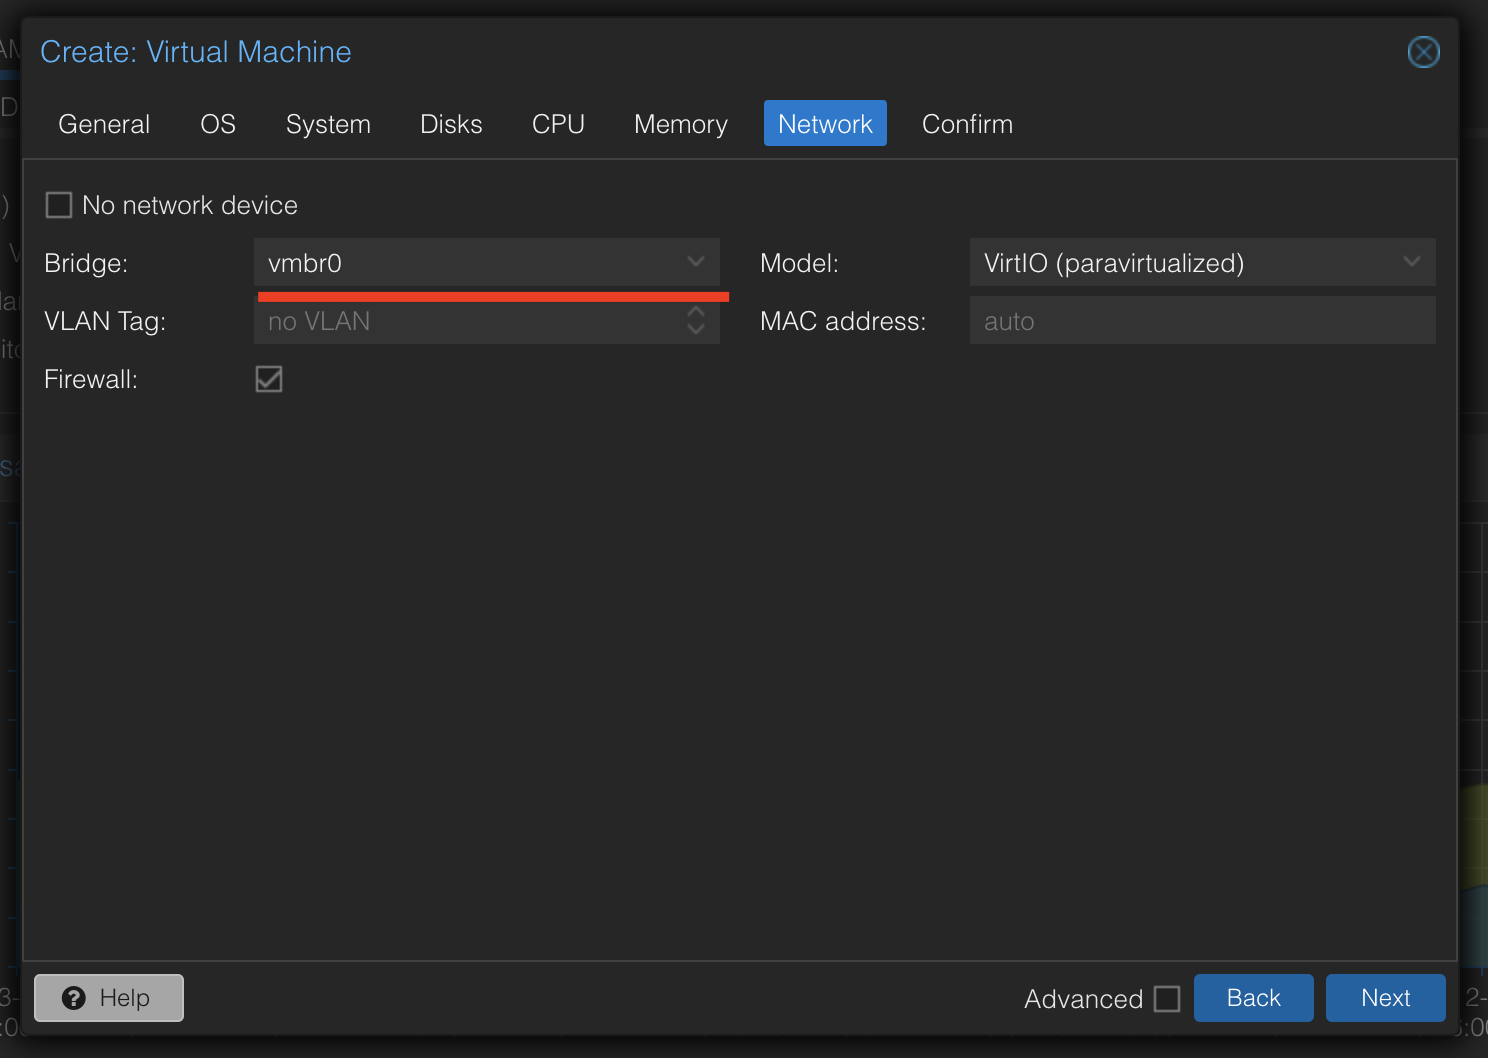 Create: Virtual Machine
General OS System Disks CPU Memory Network Confirm
No network device
Bridge: vmbr0 Model: VirtIO (paravirtualized)
VLAN Tag: no VLAN MAC address: auto
Firewall:
Help Advanced Back Next